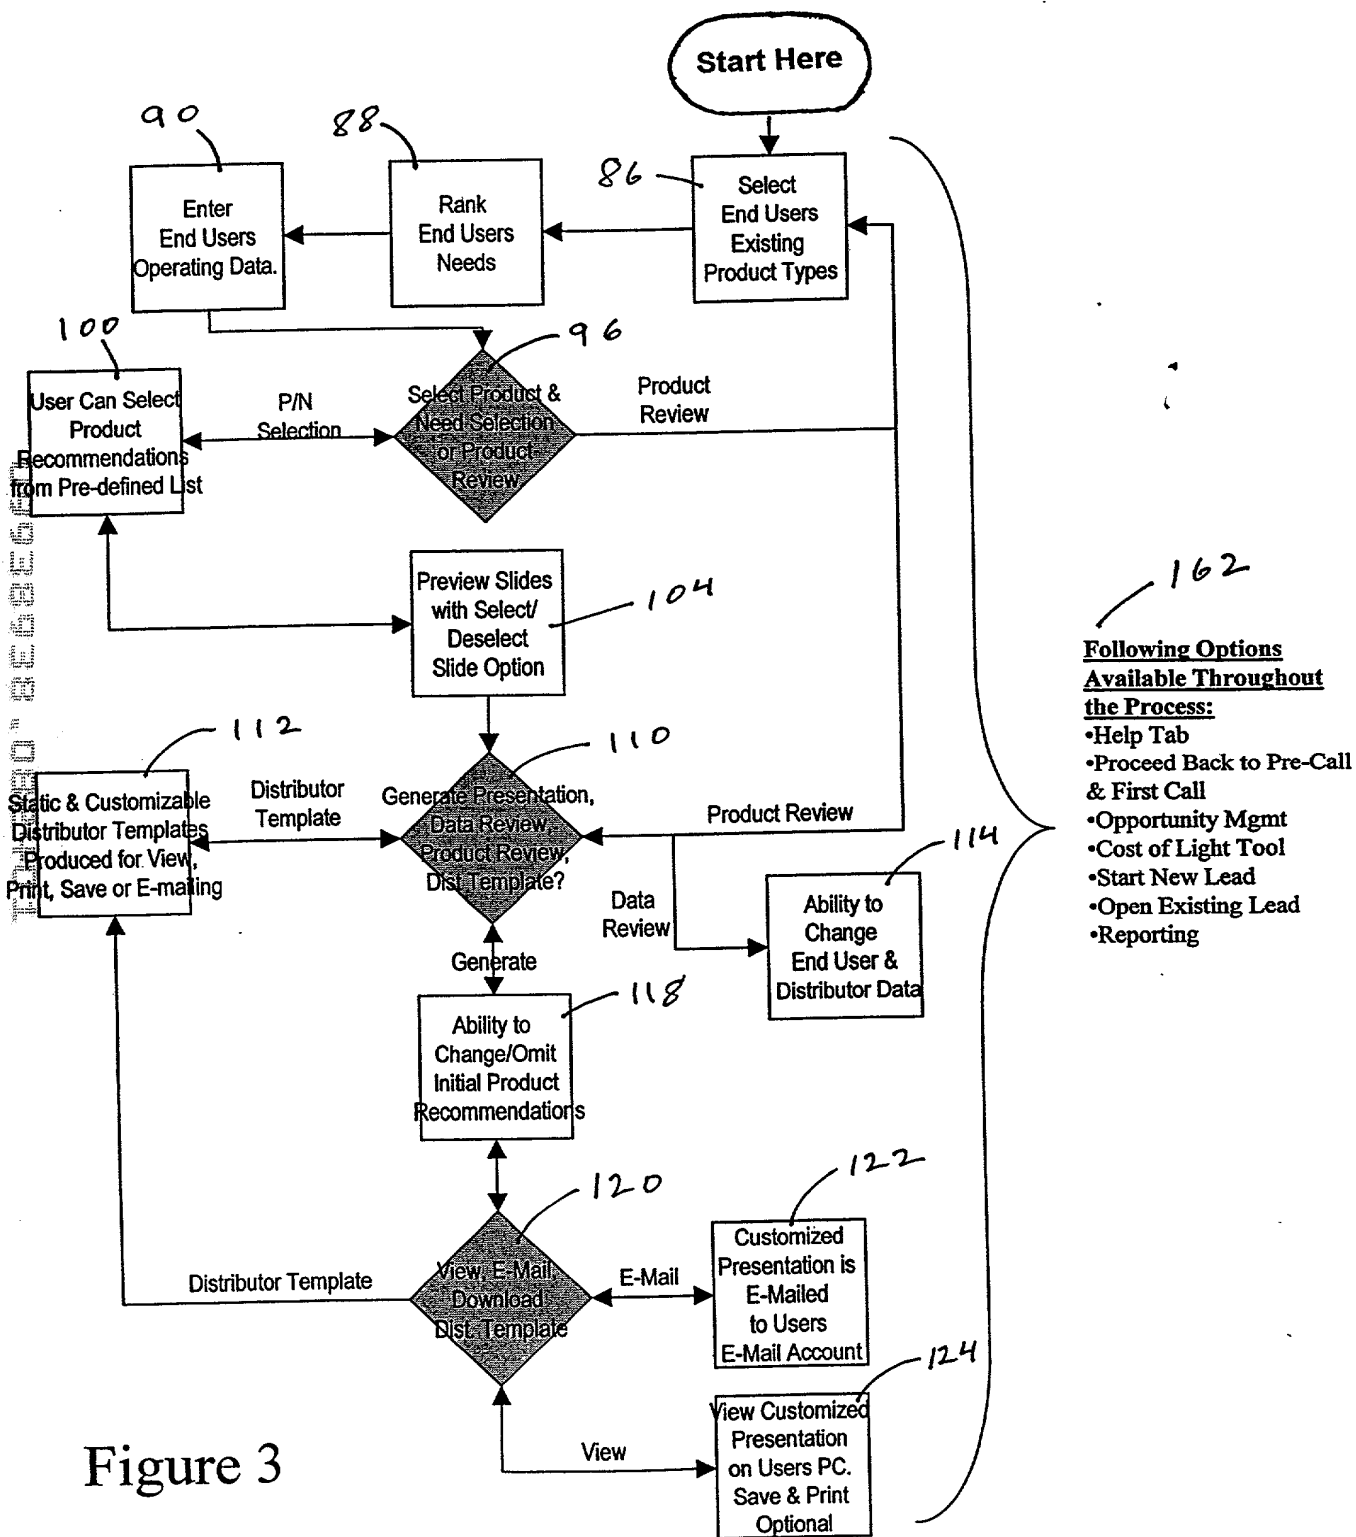 Start Here
90
88
86
Enter
End Users
Operating Data.
Rank
End Users
Needs
Select
End Users
Existing
Product Types
100
96
User Can Select
Product
Recommendations
from Pre-defined List
P/N
Selection
Select Product &
Need Selection
or Product
Review
Product
Review
Preview Slides
with Select/
Deselect
Slide Option
104
162
Following Options
Available Throughout
the Process:
•Help Tab
•Proceed Back to Pre-Call
& First Call
•Opportunity Mgmt
•Cost of Light Tool
•Start New Lead
•Open Existing Lead
•Reporting
112
110
Static & Customizable
Distributor Templates
Produced for View,
Print, Save or E-mailing
Distributor
Template
Generate Presentation,
Data Review,
Product Review,
Dist. Template?
Product Review
114
Data
Review
Ability to
Change
End User &
Distributor Data
Generate
118
Ability to
Change/Omit
Initial Product
Recommendations
120
122
Distributor Template
View, E-Mail,
Download
Dist. Template
E-Mail
Customized
Presentation is
E-Mailed
to Users
E-Mail Account
124
View
View Customized
Presentation
on Users PC.
Save & Print
Optional
Figure 3